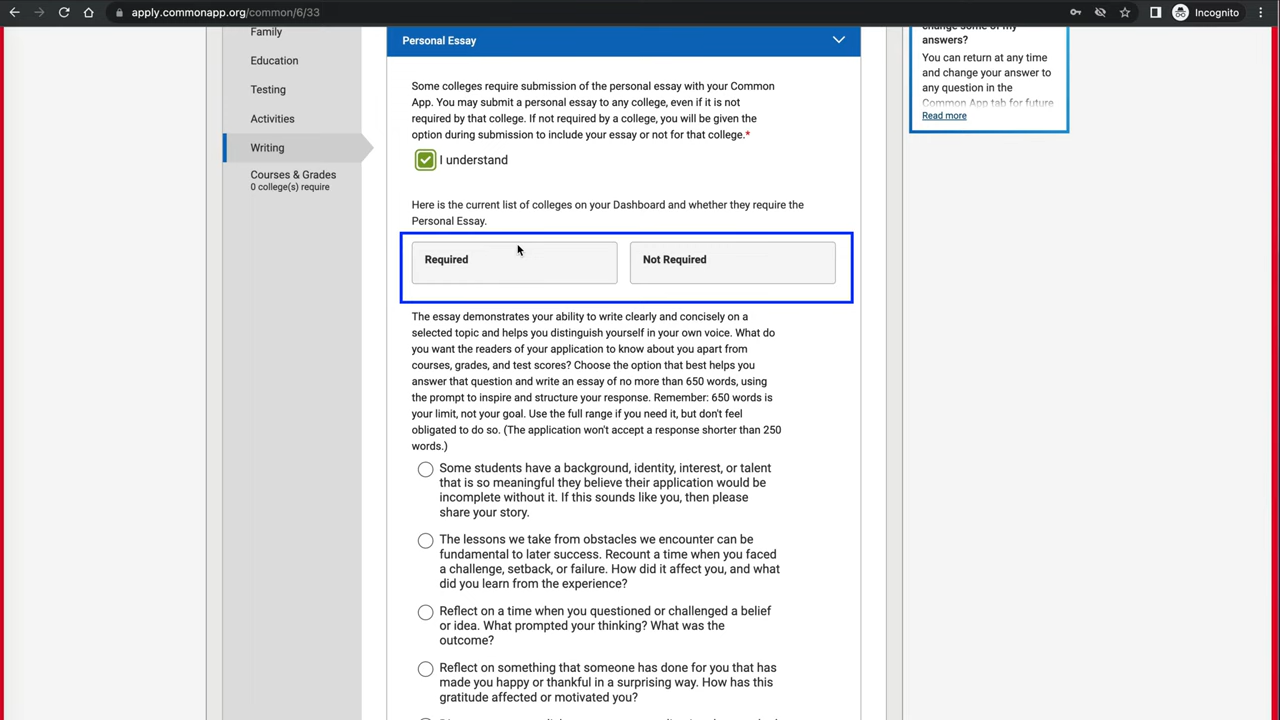 apply.commonapp.org/common/6/33
Incognito
Family
Education
Testing
Activities
Writing
Courses & Grades
0 college(s) require
Personal Essay
Some colleges require submission of the personal essay with your Common
App. You may submit a personal essay to any college, even if it is not
required by that college. If not required by a college, you will be given the
option during submission to include your essay or not for that college.*
I understand
Here is the current list of colleges on your Dashboard and whether they require the
Personal Essay.
Required
Not Required
The essay demonstrates your ability to write clearly and concisely on a
selected topic and helps you distinguish yourself in your own voice. What do
you want the readers of your application to know about you apart from
courses, grades, and test scores? Choose the option that best helps you
answer that question and write an essay of no more than 650 words, using
the prompt to inspire and structure your response. Remember: 650 words is
your limit, not your goal. Use the full range if you need it, but don't feel
obligated to do so. (The application won't accept a response shorter than 250
words.)
Some students have a background, identity, interest, or talent
that is so meaningful they believe their application would be
incomplete without it. If this sounds like you, then please
share your story.
The lessons we take from obstacles we encounter can be
fundamental to later success. Recount a time when you faced
a challenge, setback, or failure. How did it affect you, and what
did you learn from the experience?
Reflect on a time when you questioned or challenged a belief
or idea. What prompted your thinking? What was the
outcome?
Reflect on something that someone has done for you that has
made you happy or thankful in a surprising way. How has this
gratitude affected or motivated you?
change some of my
answers?
You can return at any time
and change your answer to
any question in the
Common App tab for future
Read more